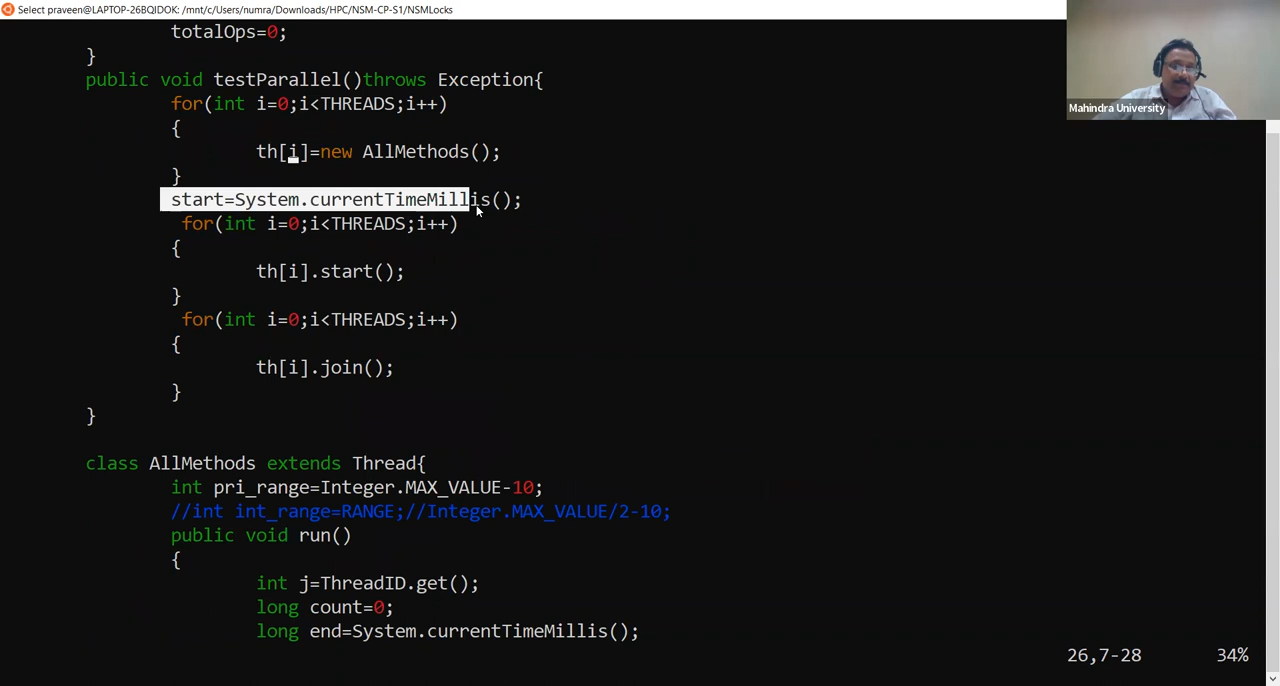 Select praveen@LAPTOP-26BQIDOK: /mnt/c/Users/numra/Downloads/HPC/NSM-CP-S1/NSMLocks
totalOps=0;
}
public void testParallel()throws Exception{
for(int i=0;i<THREADS;i++)
{
th[i]=new AllMethods();
}
start=System.currentTimeMillis();
for(int i=0;i<THREADS;i++)
{
th[i].start();
}
for(int i=0;i<THREADS;i++)
{
th[i].join();
}
}
class AllMethods extends Thread{
int pri_range=Integer.MAX_VALUE-10;
//int int_range=RANGE;//Integer.MAX_VALUE/2-10;
public void run()
{
int j=ThreadID.get();
long count=0;
long end=System.currentTimeMillis();
26,7-28 34%
Mahindra University